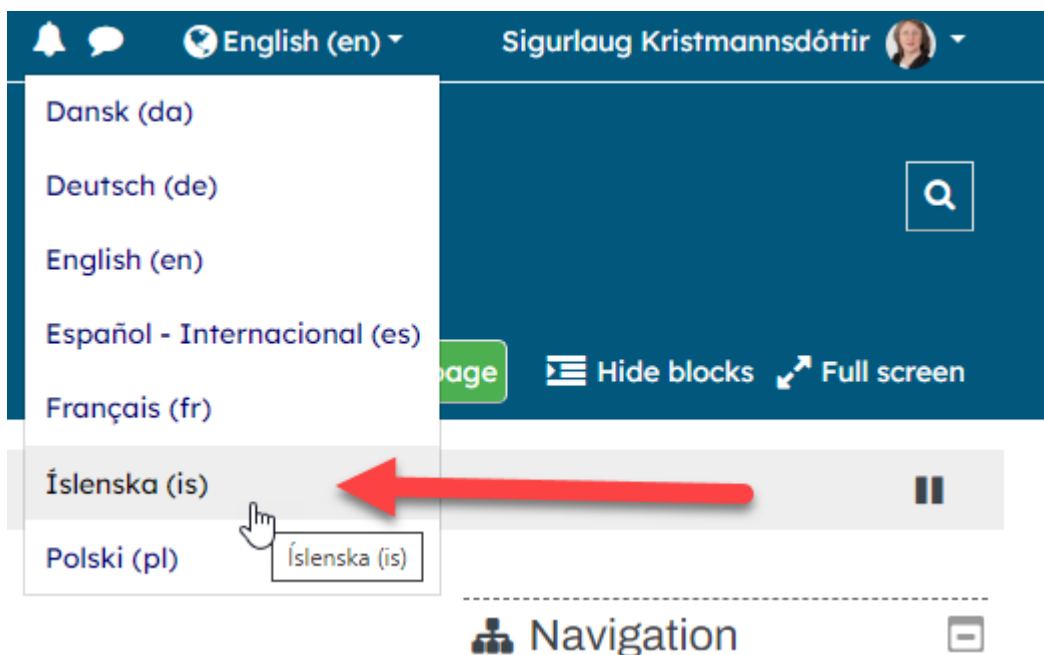 English (en) Sigurlaug Kristmannsdóttir
Dansk (da)
Deutsch (de)
English (en)
Español - Internacional (es)
page Hide blocks Full screen
Français (fr)
Íslenska (is)
Polski (pl)
Íslenska (is)
Navigation